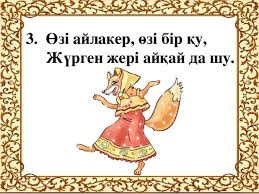 3. Өзі айлакер, өзі бір қу,
Жүрген жері айқай да шу.